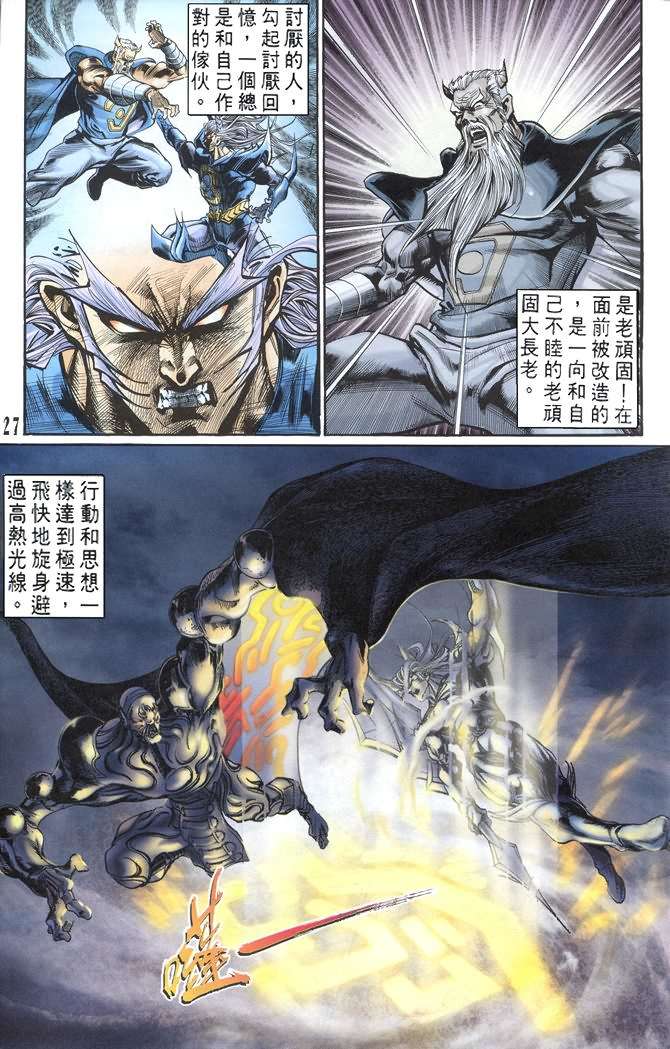 是老頑固！在
面前被改造的
，是一向和自
己不睦的老頑
固大長老。
討厭的人，
勾起討厭回
憶，一個總
是和自己作
對的傢伙。
27
行動和思想一
樣達到極速，
飛快地旋身避
過高熱光線。